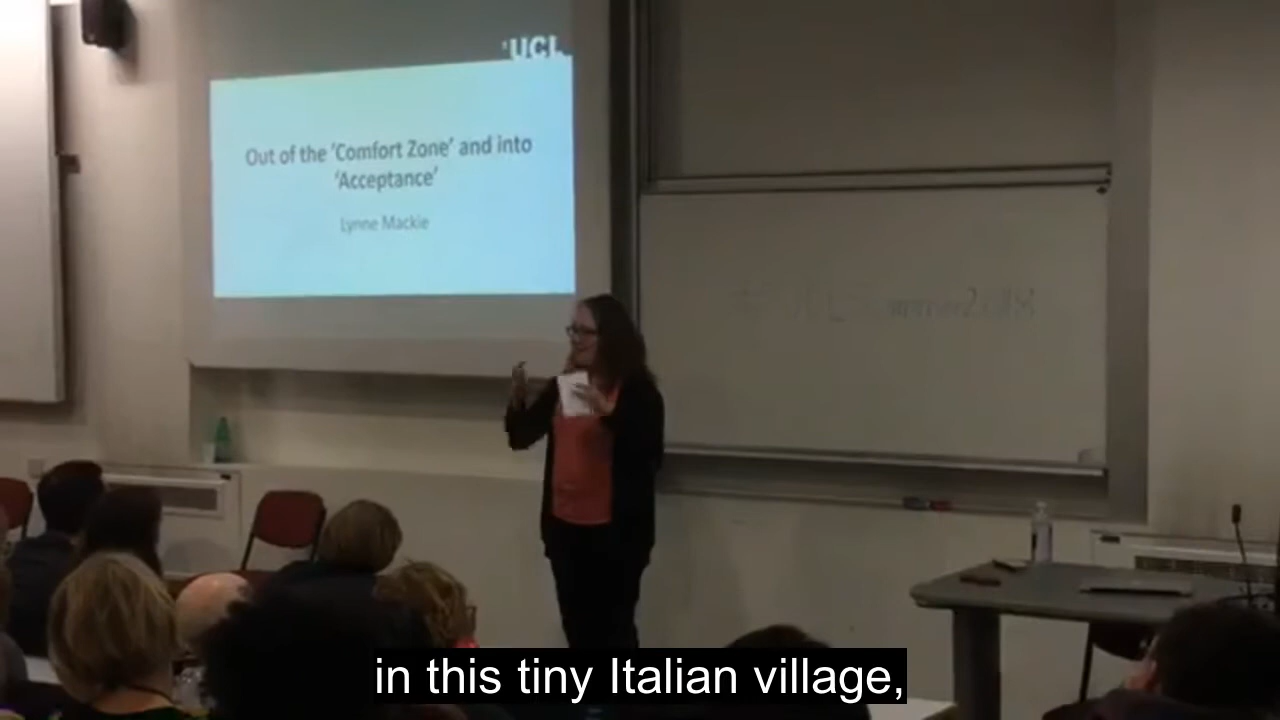 UCL
Out of the 'Comfort Zone' and into
'Acceptance'
Lynne Mackie
in this tiny Italian village,